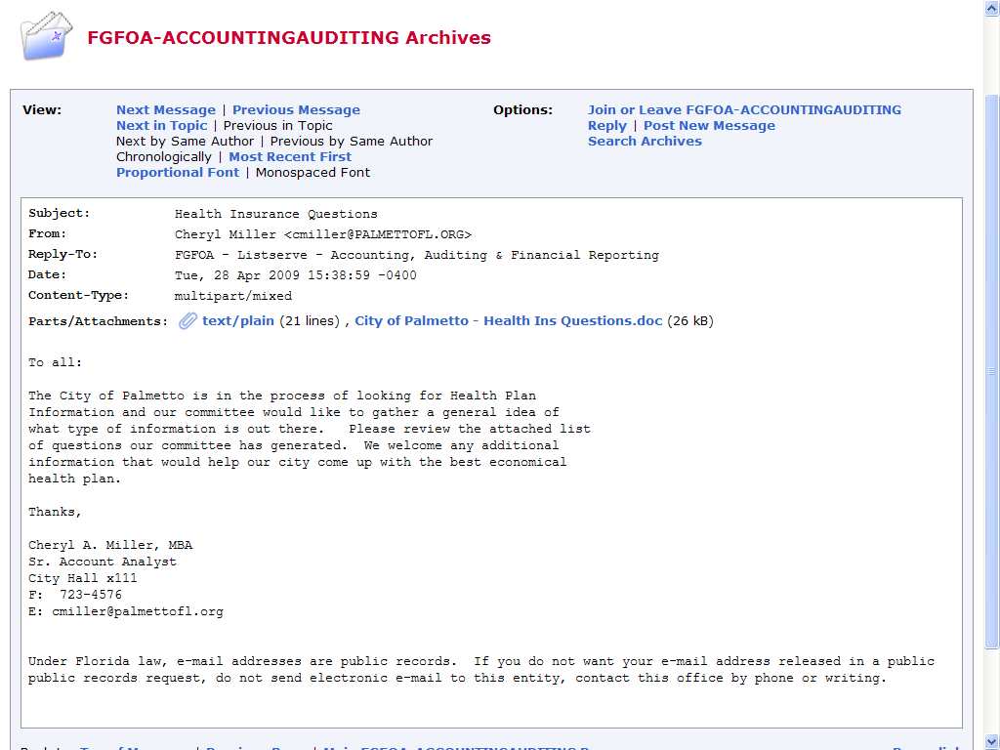 FGFOA-ACCOUNTINGAUDITING Archives
View: Next Message | Previous Message Options: Join or Leave FGFOA-ACCOUNTINGAUDITING
Next in Topic | Previous in Topic Reply | Post New Message
Next by Same Author | Previous by Same Author Search Archives
Chronologically | Most Recent First
Proportional Font | Monospaced Font
Subject: Health Insurance Questions
From: Cheryl Miller <cmiller@PALMETTOFL.ORG>
Reply-To: FGFOA - Listserve - Accounting, Auditing & Financial Reporting
Date: Tue, 28 Apr 2009 15:38:59 -0400
Content-Type: multipart/mixed
Parts/Attachments: text/plain (21 lines) , City of Palmetto - Health Ins Questions.doc (26 kB)
To all:
The City of Palmetto is in the process of looking for Health Plan
Information and our committee would like to gather a general idea of
what type of information is out there. Please review the attached list
of questions our committee has generated. We welcome any additional
information that would help our city come up with the best economical
health plan.
Thanks,
Cheryl A. Miller, MBA
Sr. Account Analyst
City Hall x111
F: 723-4576
E: cmiller@palmettofl.org
Under Florida law, e-mail addresses are public records. If you do not want your e-mail address released in a public
public records request, do not send electronic e-mail to this entity, contact this office by phone or writing.